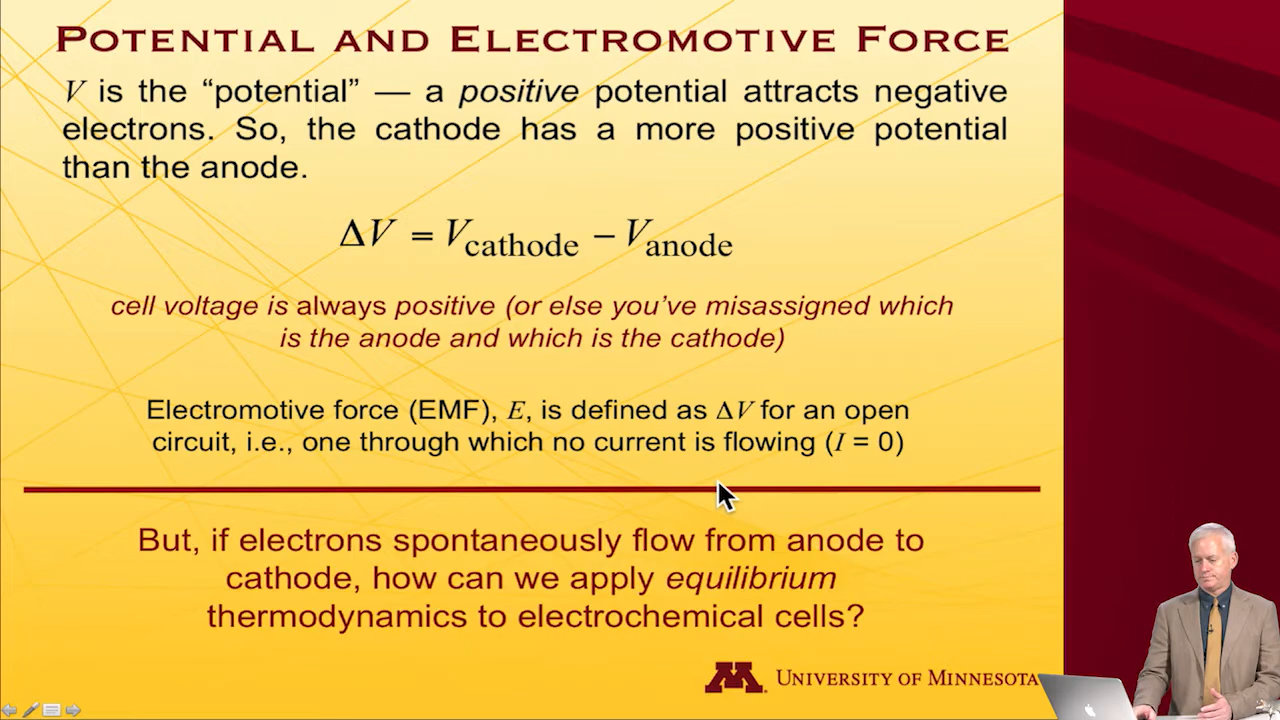 POTENTIAL AND ELECTROMOTIVE FORCE
V is the “potential” — a positive potential attracts negative
electrons. So, the cathode has a more positive potential
than the anode.
ΔV = Vcathode − Vanode
cell voltage is always positive (or else you’ve misassigned which
is the anode and which is the cathode)
Electromotive force (EMF), E, is defined as ΔV for an open
circuit, i.e., one through which no current is flowing (I = 0)
But, if electrons spontaneously flow from anode to
cathode, how can we apply equilibrium
thermodynamics to electrochemical cells?
M UNIVERSITY OF MINNESOTA